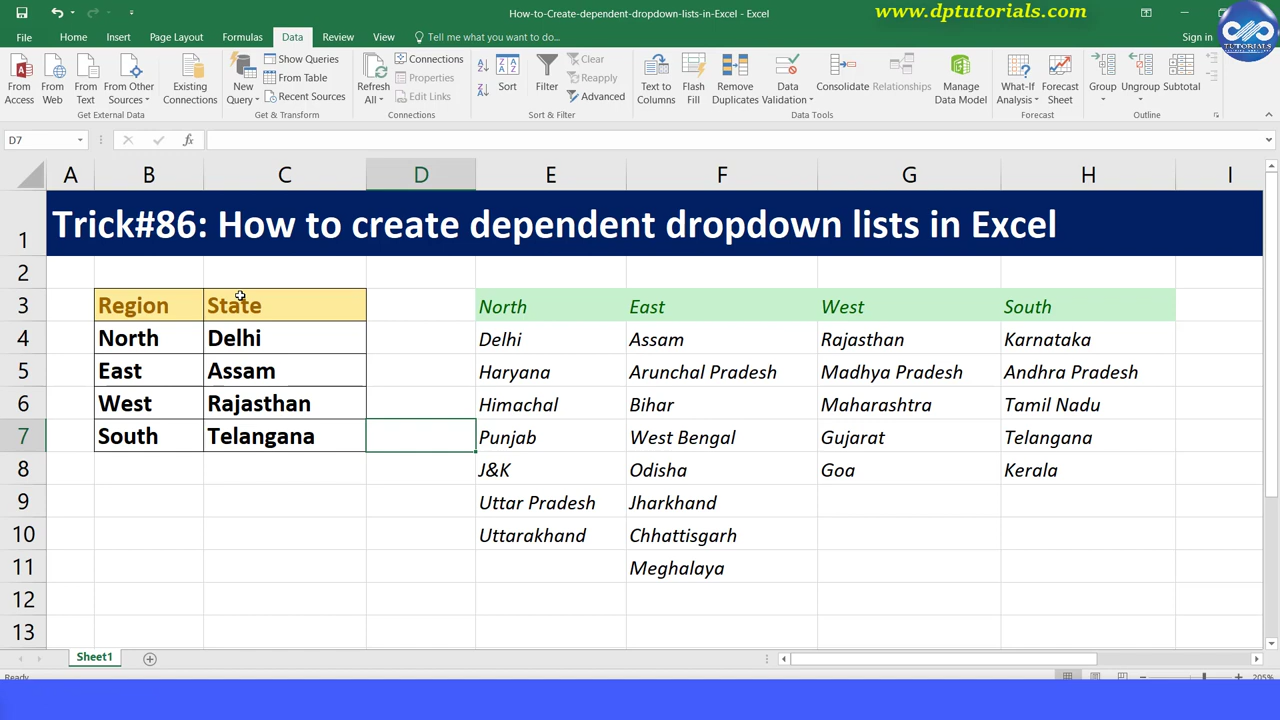 How-to-Create-dependent-dropdown-lists-in-Excel - Excel
www.dptutorials.com
TUTORIALS
File Home Insert Page Layout Formulas Data Review View Tell me what you want to do... Sign in
From Access
From Web
From Text
From Other Sources
Existing Connections
Get External Data
New Query
Show Queries
From Table
Recent Sources
Get & Transform
Refresh All
Connections
Properties
Edit Links
Connections
Sort
Filter
Clear
Reapply
Advanced
Sort & Filter
Text to Columns
Flash Fill
Remove Duplicates
Data Validation
Consolidate
Relationships
Manage Data Model
Data Tools
What-If Analysis
Forecast Sheet
Forecast
Group
Ungroup
Subtotal
Outline
D7 fx
A B C D E F G H I
1 Trick#86: How to create dependent dropdown lists in Excel
2
3 Region State North East West South
4 North Delhi Delhi Assam Rajasthan Karnataka
5 East Assam Haryana Arunchal Pradesh Madhya Pradesh Andhra Pradesh
6 West Rajasthan Himachal Bihar Maharashtra Tamil Nadu
7 South Telangana Punjab West Bengal Gujarat Telangana
8 J&K Odisha Goa Kerala
9 Uttar Pradesh Jharkhand
10 Uttarakhand Chhattisgarh
11 Meghalaya
12
13
Sheet1
Ready 205%